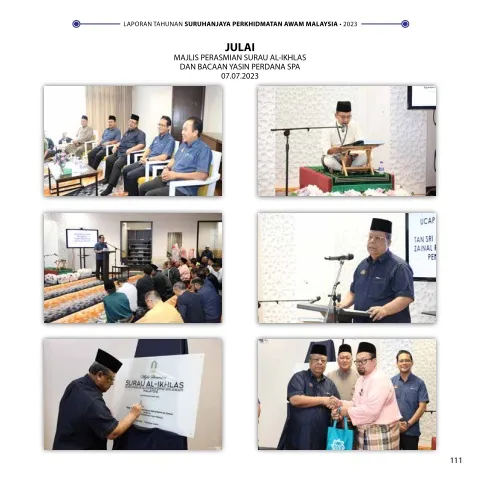 LAPORAN TAHUNAN SURUHANJAYA PERKHIDMATAN AWAM MALAYSIA • 2023
JULAI
MAJLIS PERASMIAN SURAU AL-IKHLAS
DAN BACAAN YASIN PERDANA SPA
07.07.2023
UCAP
TAN SRI
ZAINAL R
PEN
SURAU AL-IKHLAS
111